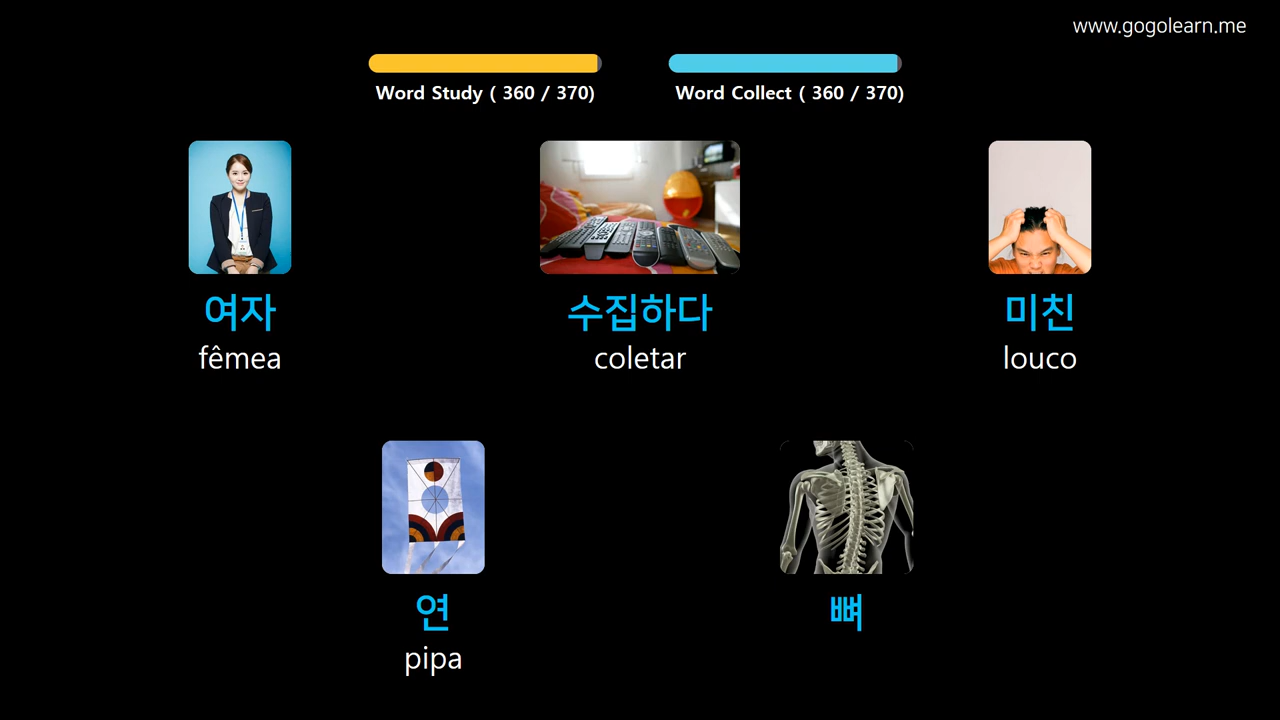 www.gogolearn.me
Word Study ( 360 / 370)
Word Collect ( 360 / 370)
여자
fêmea
수집하다
coletar
미친
louco
연
pipa
뼈